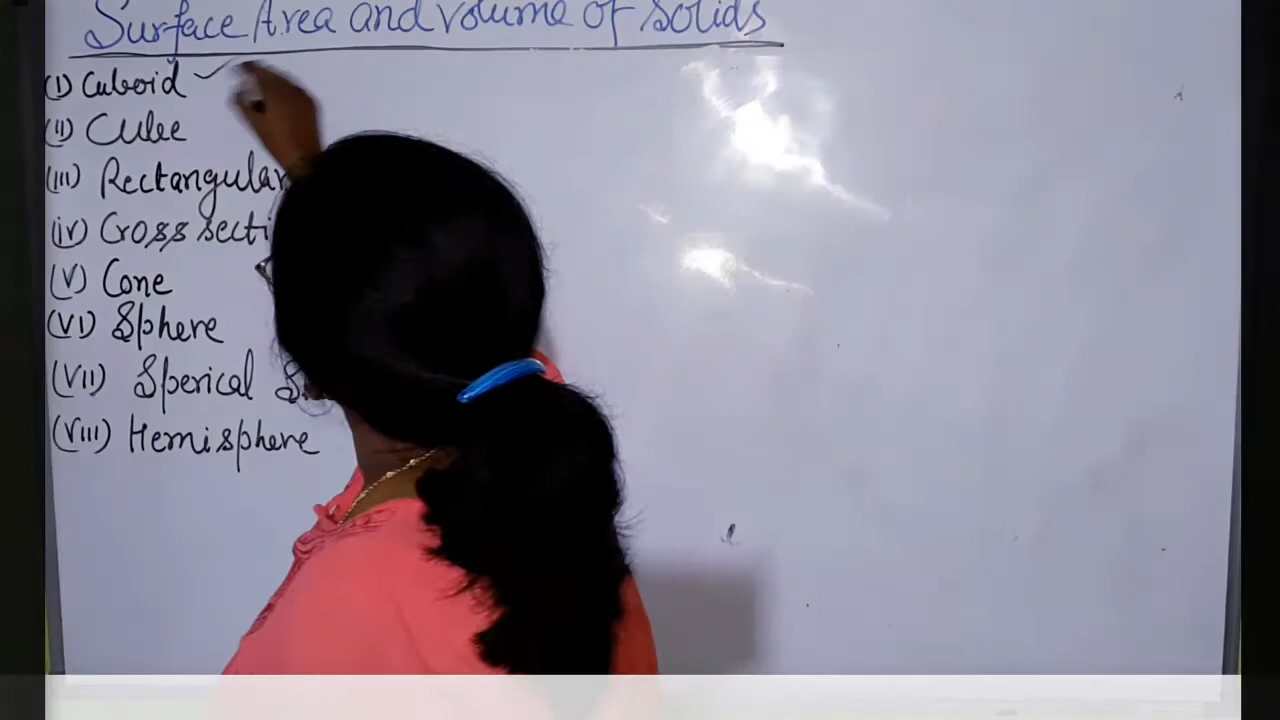 Surface Area and volume of solids
(I) Cuboid
(II) Cube
(III) Rectangular
(iv) Cross secti
(V) Cone
(VI) Sphere
(VII) Sperical S
(VIII) Hemisphere